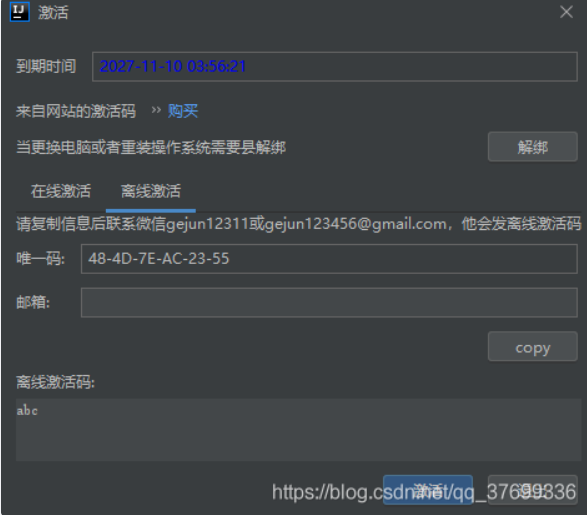 IJ 激活
到期时间 2027-11-10 03:56:21
来自网站的激活码 >> 购买
当更换电脑或者重装操作系统需要县解绑 解绑
在线激活 离线激活
请复制信息后联系微信gejun12311或gejun123456@gmail.com，他会发离线激活码
唯一码: 48-4D-7E-AC-23-55
邮箱:
copy
离线激活码:
abc
激活
https://blog.csdnnet/qq_37699336